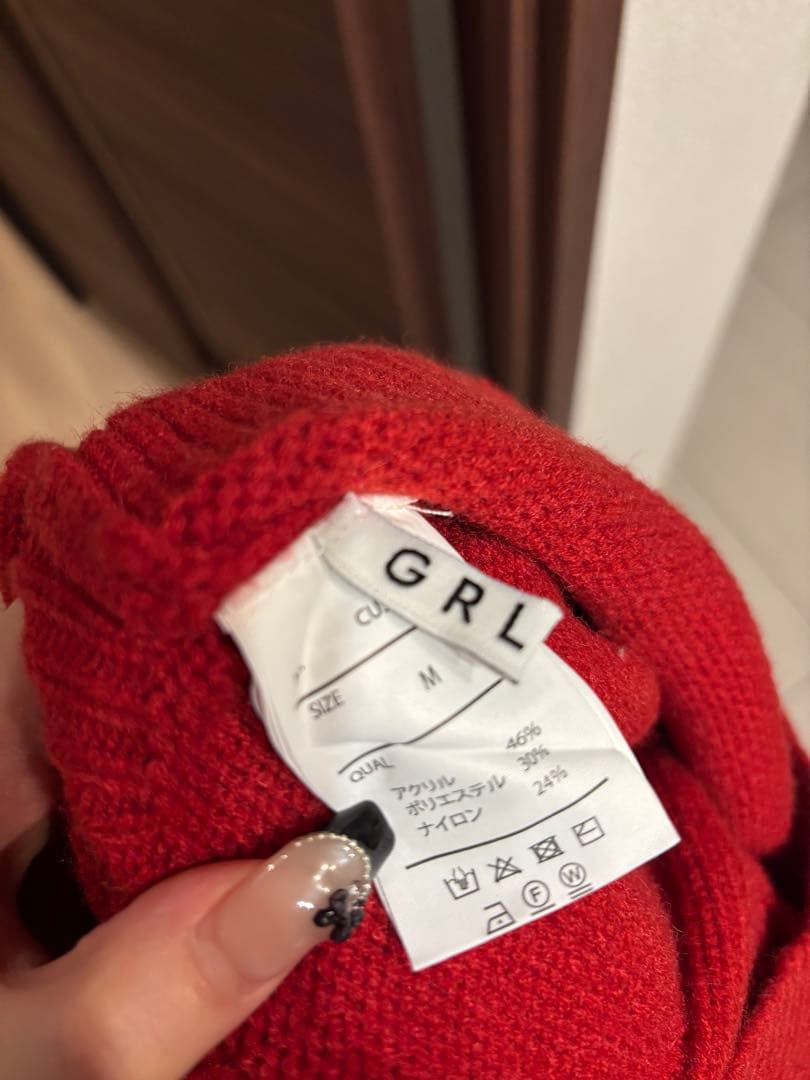 GRL
SIZE M
QUAL
アクリル 46%
ポリエステル 30%
ナイロン 24%
F W